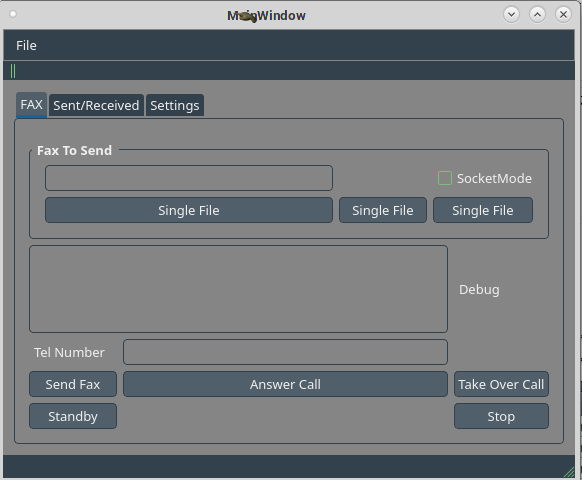 MainWindow
File
FAX Sent/Received Settings
Fax To Send
SocketMode
Single File Single File Single File
Debug
Tel Number
Send Fax Answer Call Take Over Call
Standby Stop